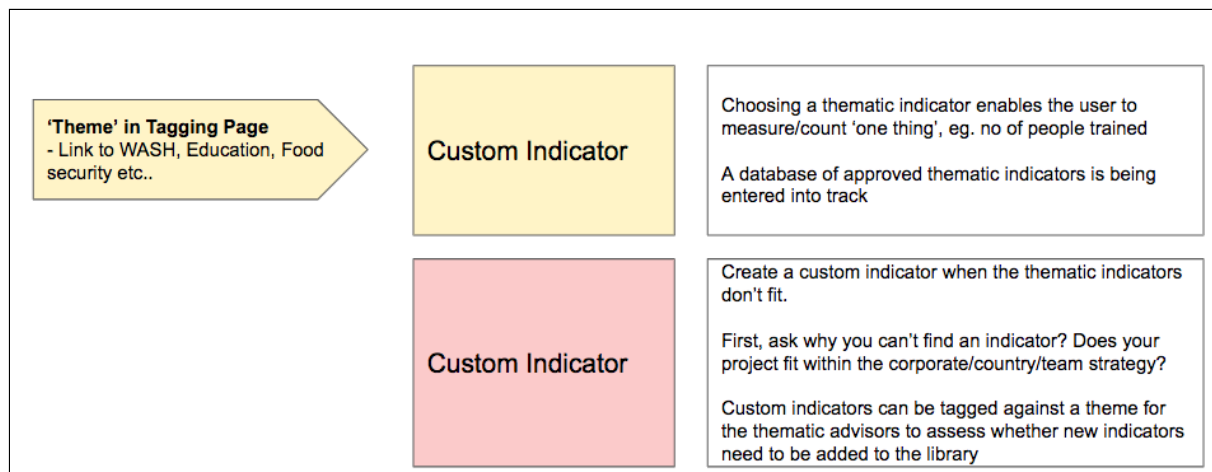 ‘Theme’ in Tagging Page
- Link to WASH, Education, Food
security etc..
Custom Indicator
Choosing a thematic indicator enables the user to
measure/count ‘one thing’, eg. no of people trained
A database of approved thematic indicators is being
entered into track
Custom Indicator
Create a custom indicator when the thematic indicators
don’t fit.
First, ask why you can’t find an indicator? Does your
project fit within the corporate/country/team strategy?
Custom indicators can be tagged against a theme for
the thematic advisors to assess whether new indicators
need to be added to the library